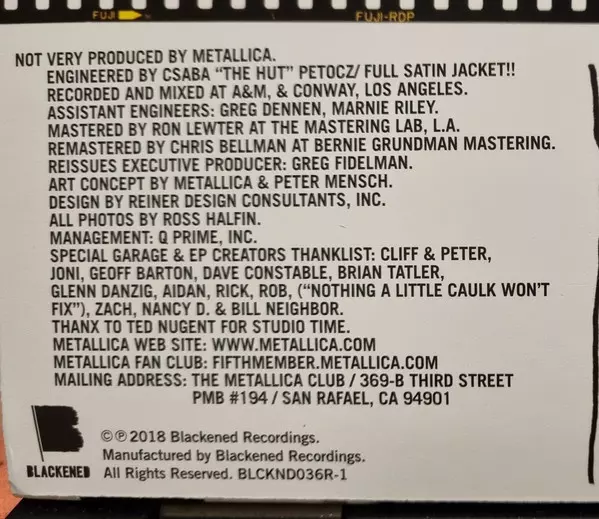 FUJI FUJI-RDP
NOT VERY PRODUCED BY METALLICA.
ENGINEERED BY CSABA "THE HUT" PETOCZ/ FULL SATIN JACKET!!
RECORDED AND MIXED AT A&M, & CONWAY, LOS ANGELES.
ASSISTANT ENGINEERS: GREG DENNEN, MARNIE RILEY.
MASTERED BY RON LEWTER AT THE MASTERING LAB, L.A.
REMASTERED BY CHRIS BELLMAN AT BERNIE GRUNDMAN MASTERING.
REISSUES EXECUTIVE PRODUCER: GREG FIDELMAN.
ART CONCEPT BY METALLICA & PETER MENSCH.
DESIGN BY REINER DESIGN CONSULTANTS, INC.
ALL PHOTOS BY ROSS HALFIN.
MANAGEMENT: Q PRIME, INC.
SPECIAL GARAGE & EP CREATORS THANKLIST: CLIFF & PETER,
JONI, GEOFF BARTON, DAVE CONSTABLE, BRIAN TATLER,
GLENN DANZIG, AIDAN, RICK, ROB, ("NOTHING A LITTLE CAULK WON'T
FIX"), ZACH, NANCY D. & BILL NEIGHBOR.
THANX TO TED NUGENT FOR STUDIO TIME.
METALLICA WEB SITE: WWW.METALLICA.COM
METALLICA FAN CLUB: FIFTHMEMBER.METALLICA.COM
MAILING ADDRESS: THE METALLICA CLUB / 369-B THIRD STREET
PMB #194 / SAN RAFAEL, CA 94901
©℗ 2018 Blackened Recordings.
Manufactured by Blackened Recordings.
BLACKENED All Rights Reserved. BLCKND036R-1